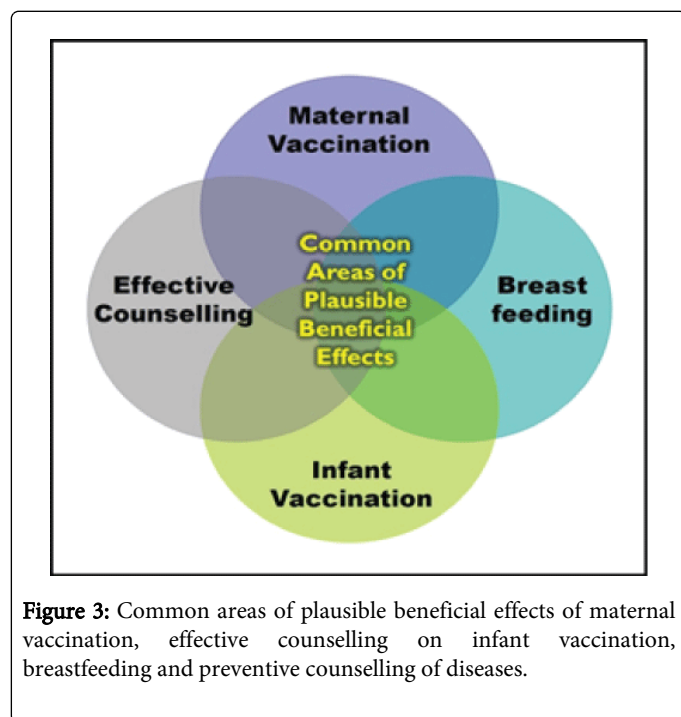 Maternal
Vaccination
Effective
Counselling
Common
Areas of
Plausible
Beneficial
Effects
Breast
feeding
Infant
Vaccination
Figure 3: Common areas of plausible beneficial effects of maternal
vaccination, effective counselling on infant vaccination,
breastfeeding and preventive counselling of diseases.